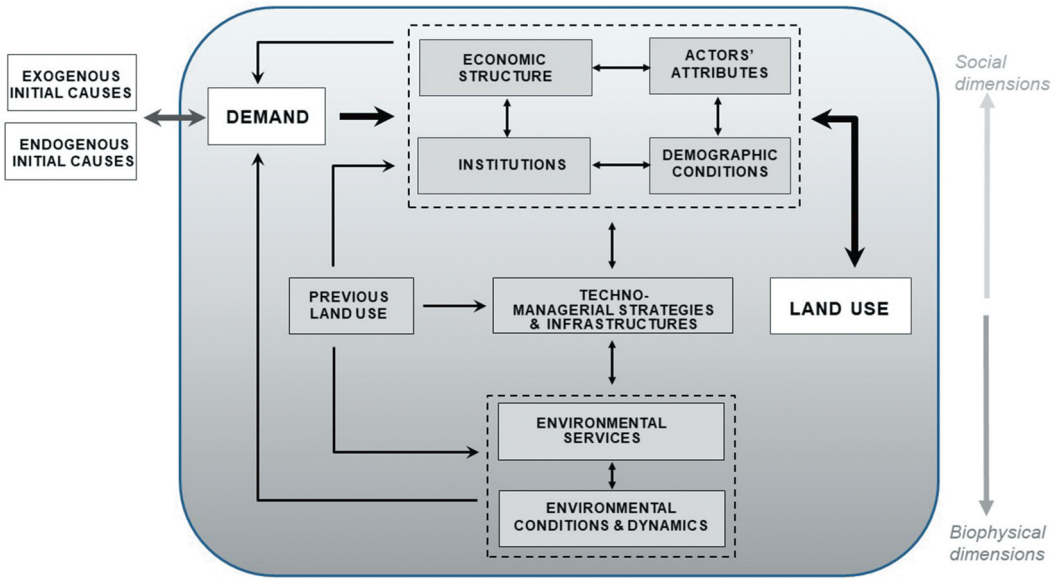 EXOGENOUS
INITIAL CAUSES
ENDOGENOUS
INITIAL CAUSES
DEMAND
ECONOMIC
STRUCTURE
ACTORS'
ATTRIBUTES
INSTITUTIONS
DEMOGRAPHIC
CONDITIONS
PREVIOUS
LAND USE
TECHNO-
MANAGERIAL STRATEGIES
& INFRASTRUCTURES
LAND USE
ENVIRONMENTAL
SERVICES
ENVIRONMENTAL
CONDITIONS & DYNAMICS
Social
dimensions
Biophysical
dimensions